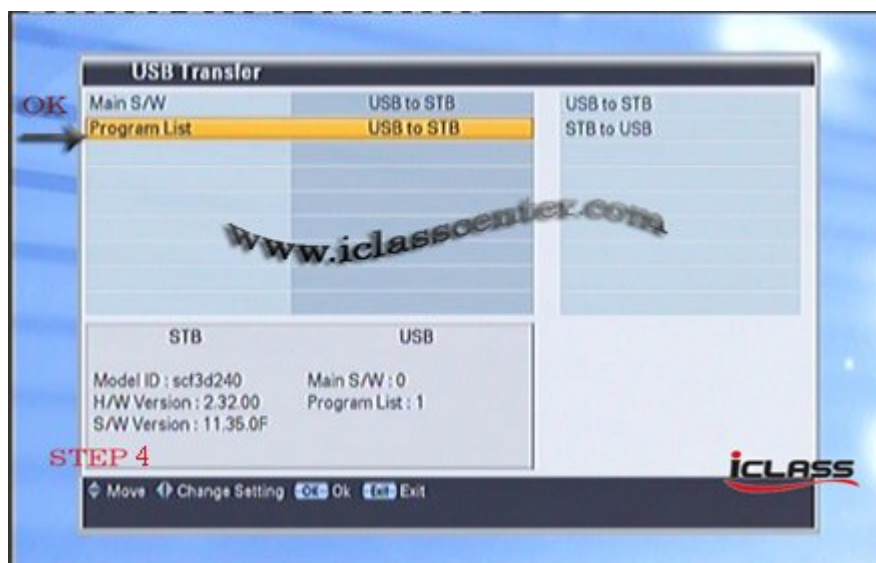 USB Transfer
OK
Main S/W USB to STB
Program List USB to STB
USB to STB
STB to USB
www.iclasscenter.com
STB USB
Model ID : scf3d240 Main S/W : 0
H/W Version : 2.32.00 Program List : 1
S/W Version : 11.35.0F
STEP 4
iCLASS
Move Change Setting OK Ok Exit Exit